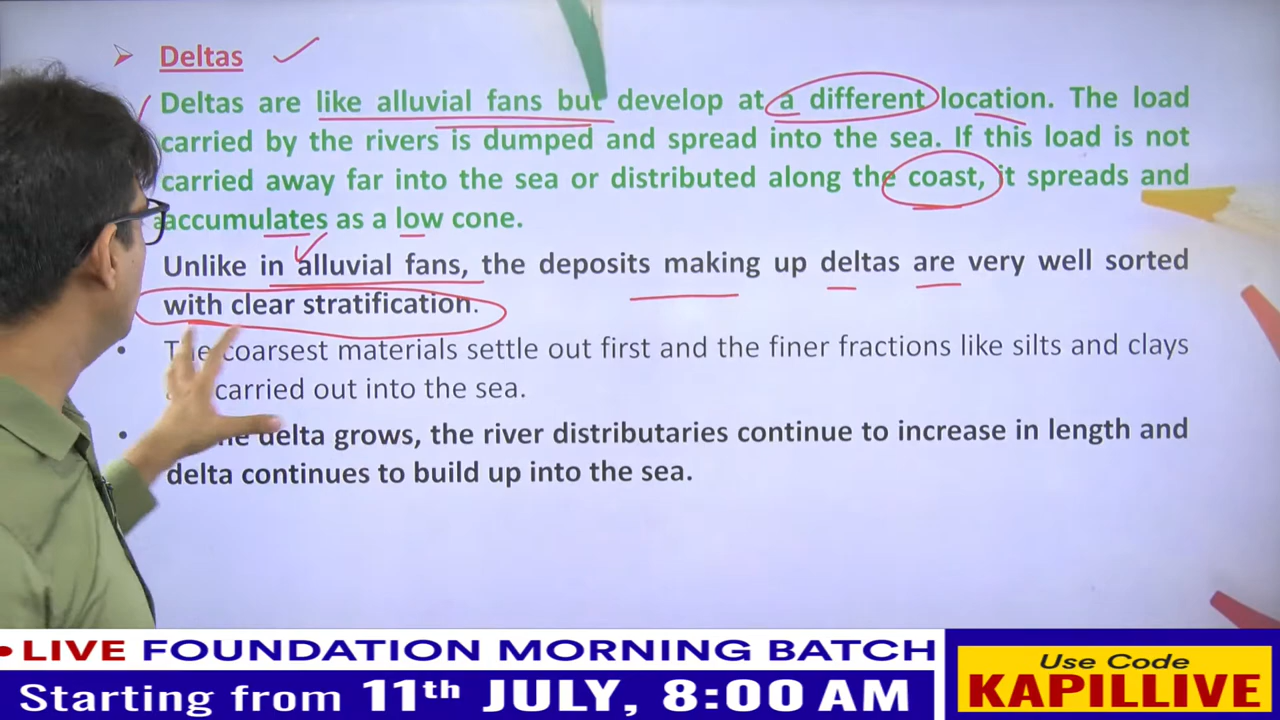 Deltas
Deltas are like alluvial fans but develop at a different location. The load
carried by the rivers is dumped and spread into the sea. If this load is not
carried away far into the sea or distributed along the coast, it spreads and
accumulates as a low cone.
Unlike in alluvial fans, the deposits making up deltas are very well sorted
with clear stratification.
The coarsest materials settle out first and the finer fractions like silts and clays
carried out into the sea.
delta grows, the river distributaries continue to increase in length and
delta continues to build up into the sea.
• LIVE FOUNDATION MORNING BATCH
Starting from 11th JULY, 8:00 AM
Use Code
KAPILLIVE